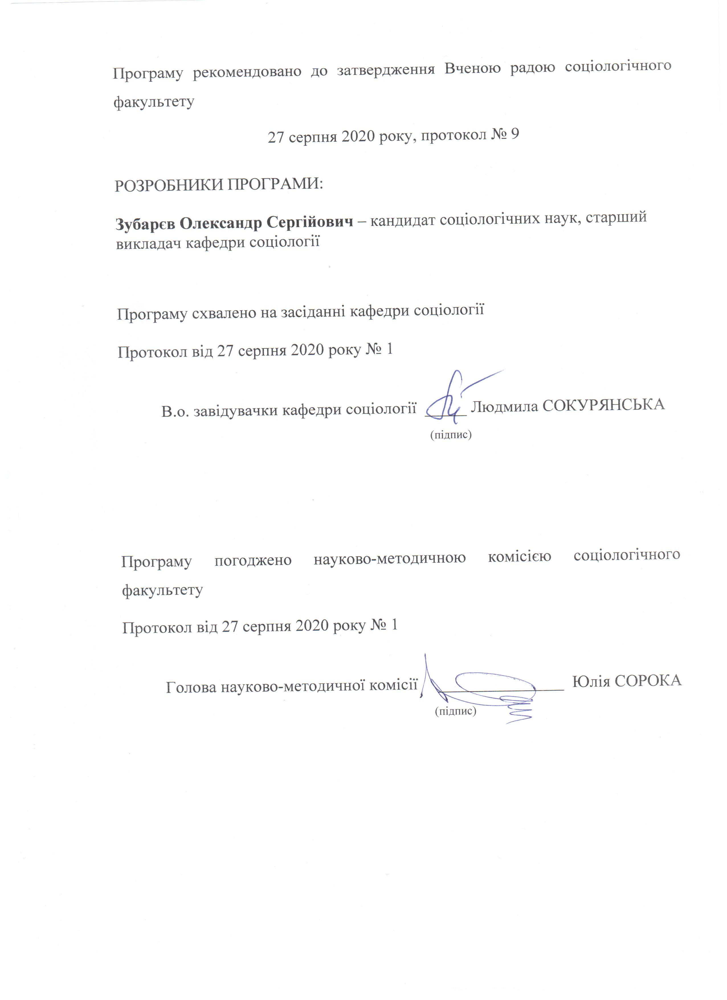 Програму рекомендовано до затвердження Вченою радою соціологічного
факультету
27 серпня 2020 року, протокол № 9
РОЗРОБНИКИ ПРОГРАМИ:
Зубарєв Олександр Сергійович – кандидат соціологічних наук, старший
викладач кафедри соціології
Програму схвалено на засіданні кафедри соціології
Протокол від 27 серпня 2020 року № 1
В.о. завідувачки кафедри соціології _____ Людмила СОКУРЯНСЬКА
(підпис)
Програму погоджено науково-методичною комісією соціологічного
факультету
Протокол від 27 серпня 2020 року № 1
Голова науково-методичної комісії _______________ Юлія СОРОКА
(підпис)